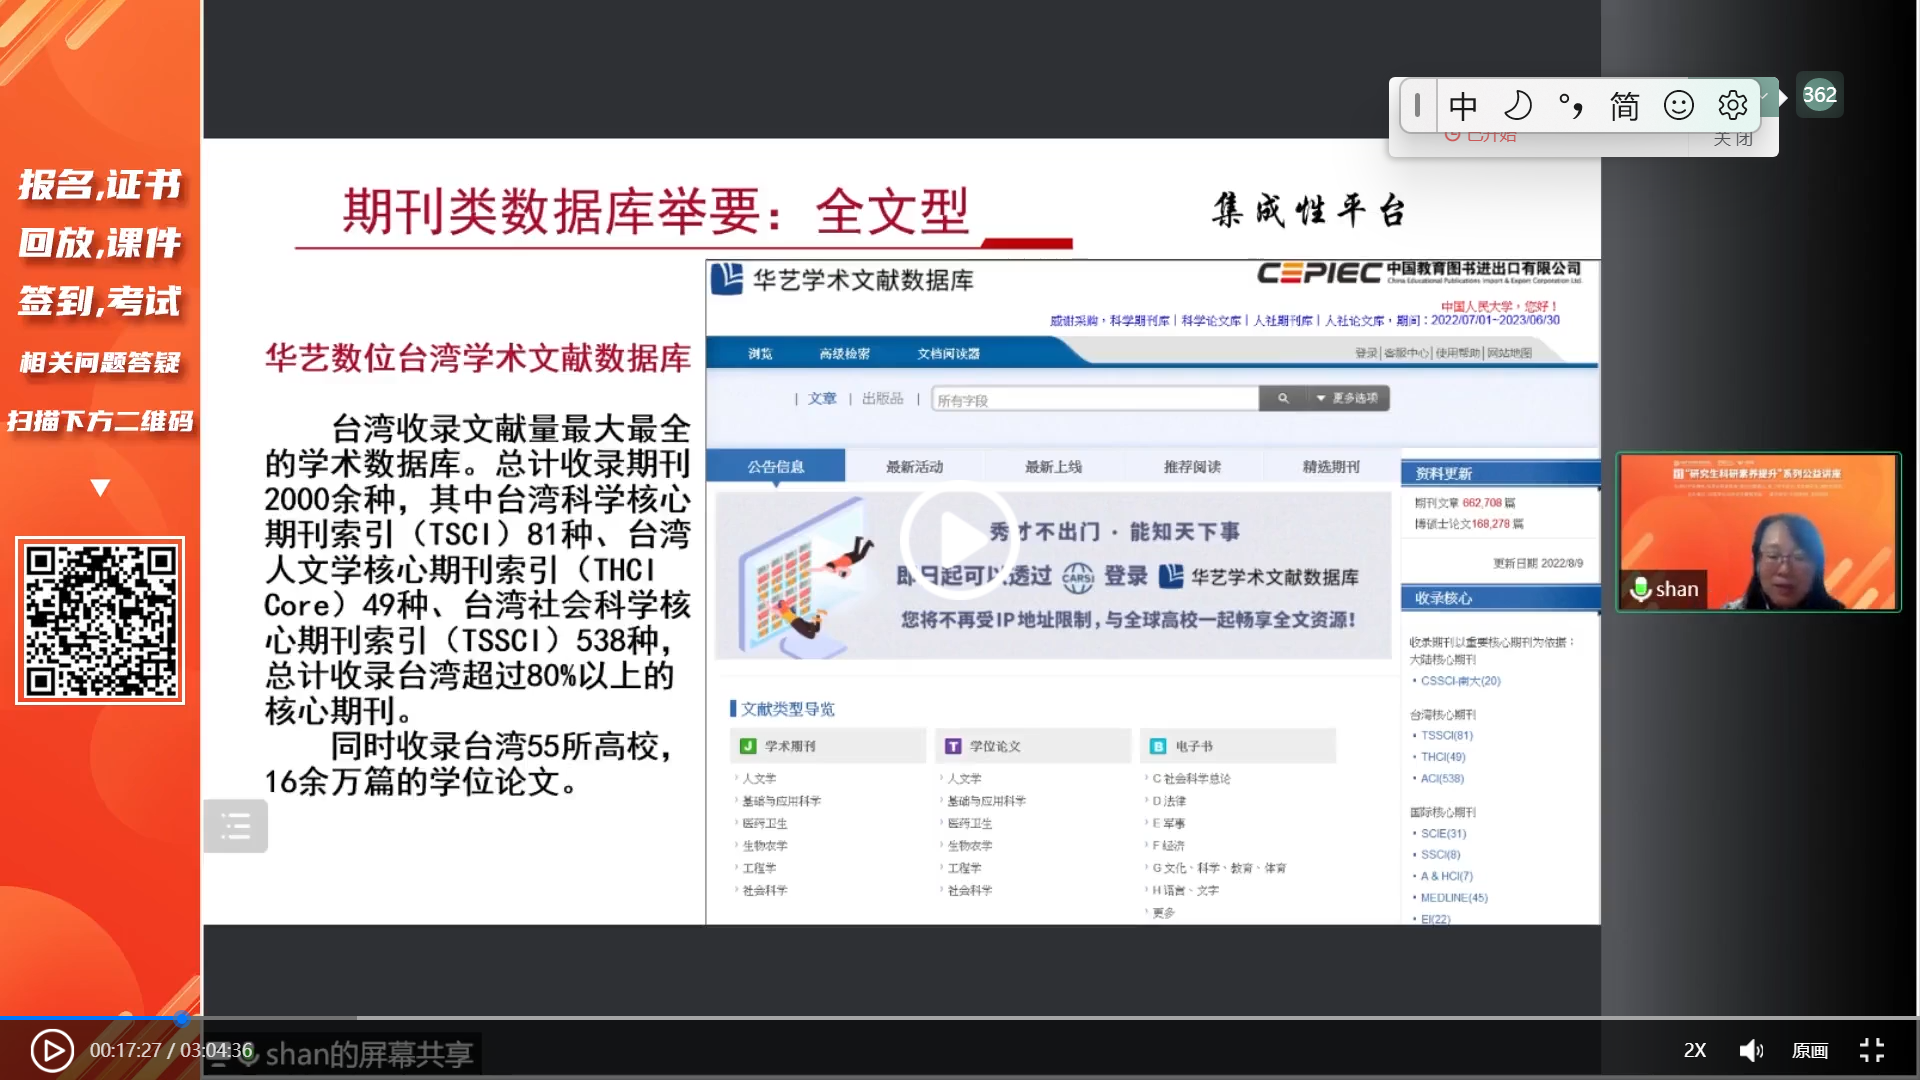 报名,证书
回放,课件
签到,考试
相关问题答疑
扫描下方二维码
中 简
362
已开始
关闭
期刊类数据库举要：全文型
集成性平台
华艺数位台湾学术文献数据库
台湾收录文献量最大最全
的学术数据库。总计收录期刊
2000余种，其中台湾科学核心
期刊索引（TSCI）81种、台湾
人文学核心期刊索引（THCI
Core）49种、台湾社会科学核
心期刊索引（TSSCI）538种，
总计收录台湾超过80%以上的
核心期刊。
同时收录台湾55所高校，
16余万篇的学位论文。
华艺学术文献数据库
CEPIEC 中国教育图书进出口有限公司
China Educational Publications Import & Export Corporation Ltd.
中国人民大学，您好！
感谢采购，科学期刊库 | 科学论文库 | 人社期刊库 | 人社论文库，期间：2022/07/01~2023/06/30
浏览 高级检索 文档阅读器
登录 | 客服中心 | 使用帮助 | 网站地图
| 文章 | 出版品 | 所有字段 更多选项
公告信息 最新活动 最新上线 推荐阅读 精选期刊
秀才不出门 · 能知天下事
即日起可以透过 CARSI 登录 华艺学术文献数据库
您将不再受IP地址限制，与全球高校一起畅享全文资源！
资料更新
期刊文章 662,708 篇
博硕士论文168,278 篇
更新日期 2022/8/9
收录核心
收录期刊以重要核心期刊为依据：
大陆核心期刊
• CSSCI-南大(20)
台湾核心期刊
• TSSCI(81)
• THCI(49)
• ACI(538)
国际核心期刊
• SCIE(31)
• SSCI(8)
• A & HCI(7)
• MEDLINE(45)
• EI(22)
文献类型导览
J 学术期刊
人文学
基础与应用科学
医药卫生
生物农学
工程学
社会科学
T 学位论文
人文学
基础与应用科学
医药卫生
生物农学
工程学
社会科学
B 电子书
C 社会科学总论
D 法律
E 军事
F 经济
G 文化、科学、教育、体育
H 语言、文字
更多
“研究生科研素养提升”系列公益讲座
shan
00:17:27 / 03:04:36
shan的屏幕共享
2X 原画